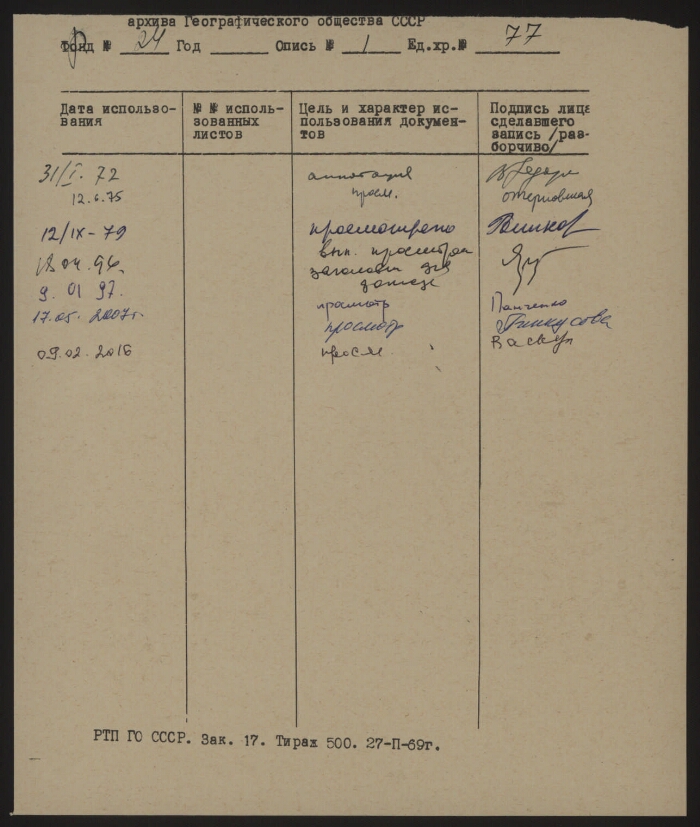 архива Географического общества СССР
Фонд № 24 Год Опись № 1 Ед.хр.№ 77
Дата использо- № № исполь- Цель и характер ис- Подпись лица
вания зованных пользования докумен- сделавшего
листов тов запись /раз-
борчиво/
31/I. 72 аннотация
12.6.75 просм.
12/IX-79 просмотрено
18.04.96. вып. просмотрен
заголовки для
9. 01 97. просмотр Панченко
17.05. 2007г. просмотр
09.02.2016 просм.
РТП ГО СССР. Зак. 17. Тираж 500. 27-П-69г.